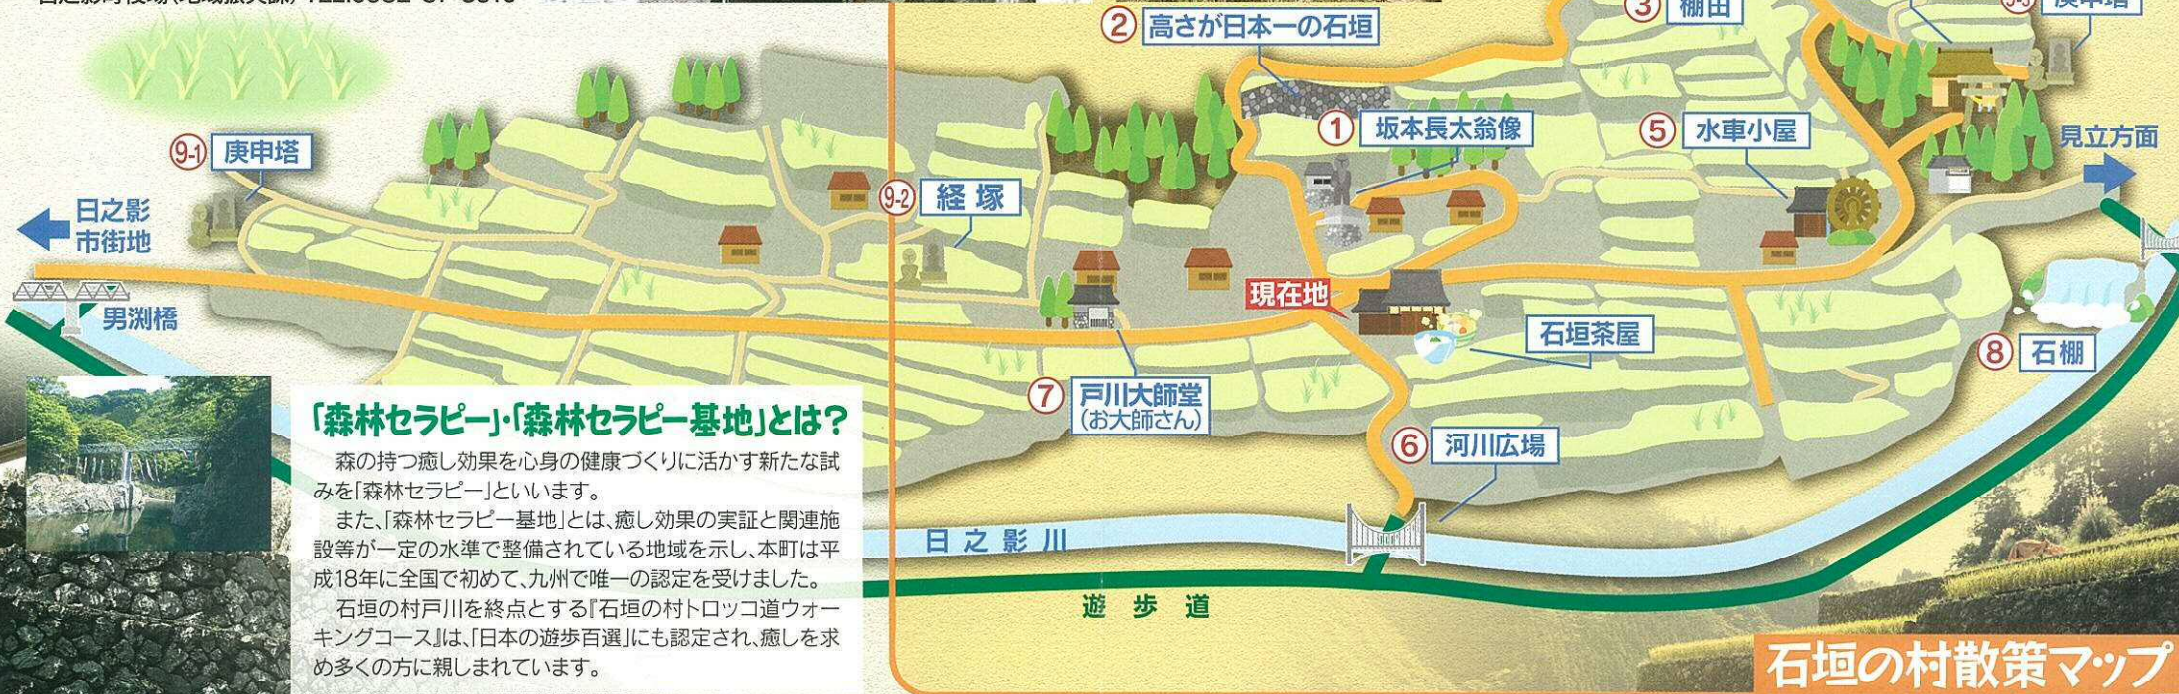 ② 高さが日本一の石垣
③ 棚田
9-1 庚申塔
① 坂本長太翁像
⑤ 水車小屋
見立方面
日之影
市街地
9-2 経塚
現在地
男渕橋
石垣茶屋
⑧ 石棚
⑦ 戸川大師堂
(お大師さん)
⑥ 河川広場
「森林セラピー」・「森林セラピー基地」とは?
森の持つ癒し効果を心身の健康づくりに活かす新たな試
みを「森林セラピー」といいます。
また、「森林セラピー基地」とは、癒し効果の実証と関連施
設等が一定の水準で整備されている地域を示し、本町は平
成18年に全国で初めて、九州で唯一の認定を受けました。
石垣の村戸川を終点とする『石垣の村トロッコ道ウォー
キングコース』は、「日本の遊歩百選」にも認定され、癒しを求
め多くの方に親しまれています。
日之影川
遊歩道
石垣の村散策マップ